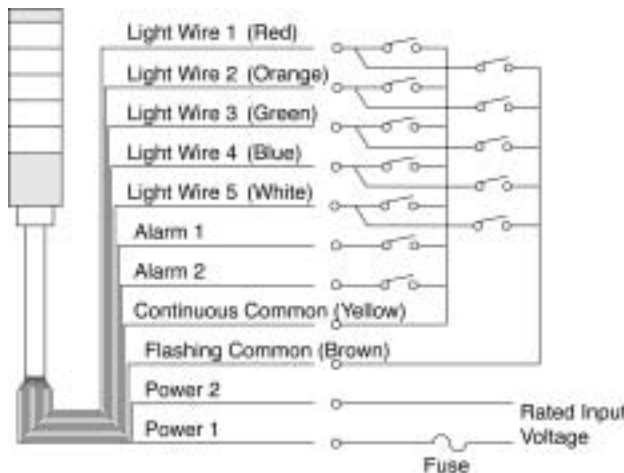 Light Wire 1 (Red)
Light Wire 2 (Orange)
Light Wire 3 (Green)
Light Wire 4 (Blue)
Light Wire 5 (White)
Alarm 1
Alarm 2
Continuous Common (Yellow)
Flashing Common (Brown)
Power 2
Power 1
Rated Input
Voltage
Fuse